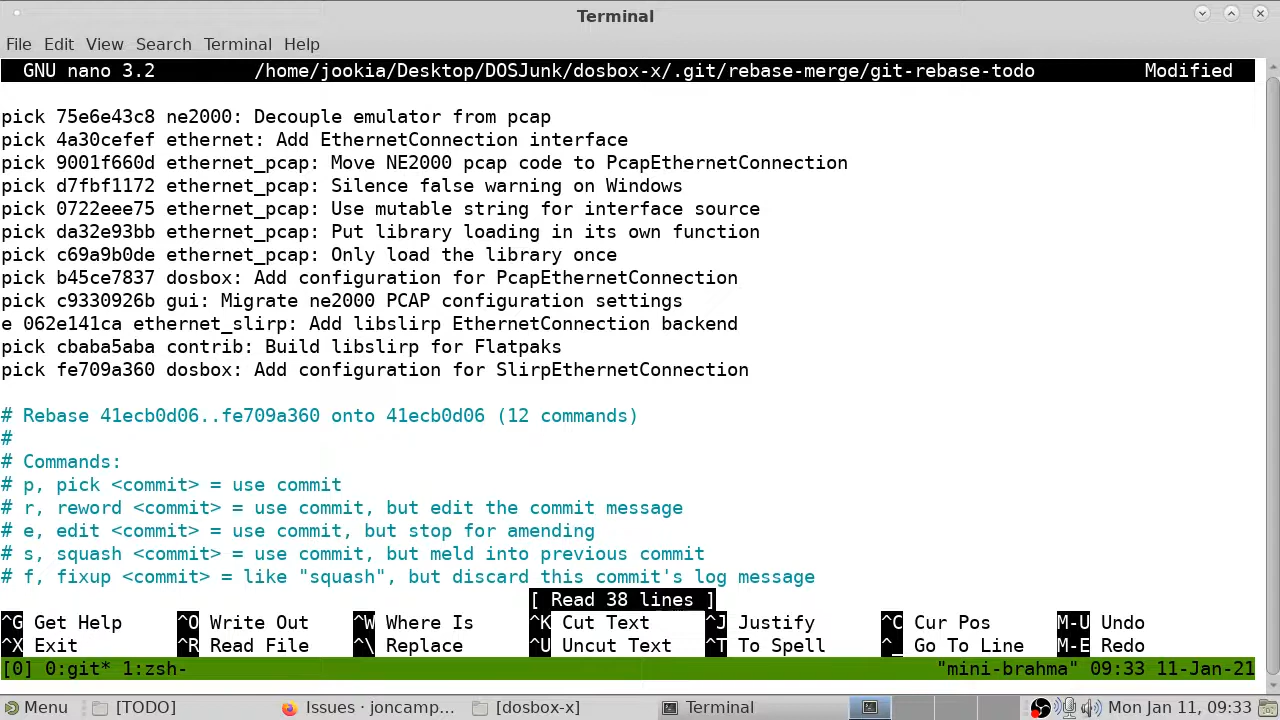 Terminal
File Edit View Search Terminal Help
GNU nano 3.2 /home/jookia/Desktop/DOSJunk/dosbox-x/.git/rebase-merge/git-rebase-todo Modified
pick 75e6e43c8 ne2000: Decouple emulator from pcap
pick 4a30cefef ethernet: Add EthernetConnection interface
pick 9001f660d ethernet_pcap: Move NE2000 pcap code to PcapEthernetConnection
pick d7fbf1172 ethernet_pcap: Silence false warning on Windows
pick 0722eee75 ethernet_pcap: Use mutable string for interface source
pick da32e93bb ethernet_pcap: Put library loading in its own function
pick c69a9b0de ethernet_pcap: Only load the library once
pick b45ce7837 dosbox: Add configuration for PcapEthernetConnection
pick c9330926b gui: Migrate ne2000 PCAP configuration settings
e 062e141ca ethernet_slirp: Add libslirp EthernetConnection backend
pick cbaba5aba contrib: Build libslirp for Flatpaks
pick fe709a360 dosbox: Add configuration for SlirpEthernetConnection
# Rebase 41ecb0d06..fe709a360 onto 41ecb0d06 (12 commands)
#
# Commands:
# p, pick <commit> = use commit
# r, reword <commit> = use commit, but edit the commit message
# e, edit <commit> = use commit, but stop for amending
# s, squash <commit> = use commit, but meld into previous commit
# f, fixup <commit> = like "squash", but discard this commit's log message
[ Read 38 lines ]
^G Get Help ^O Write Out ^W Where Is ^K Cut Text ^J Justify ^C Cur Pos M-U Undo
^X Exit ^R Read File ^\ Replace ^U Uncut Text ^T To Spell ^_ Go To Line M-E Redo
[0] 0:git* 1:zsh- "mini-brahma" 09:33 11-Jan-21
Menu [TODO] Issues · joncamp... [dosbox-x] Terminal Mon Jan 11, 09:33